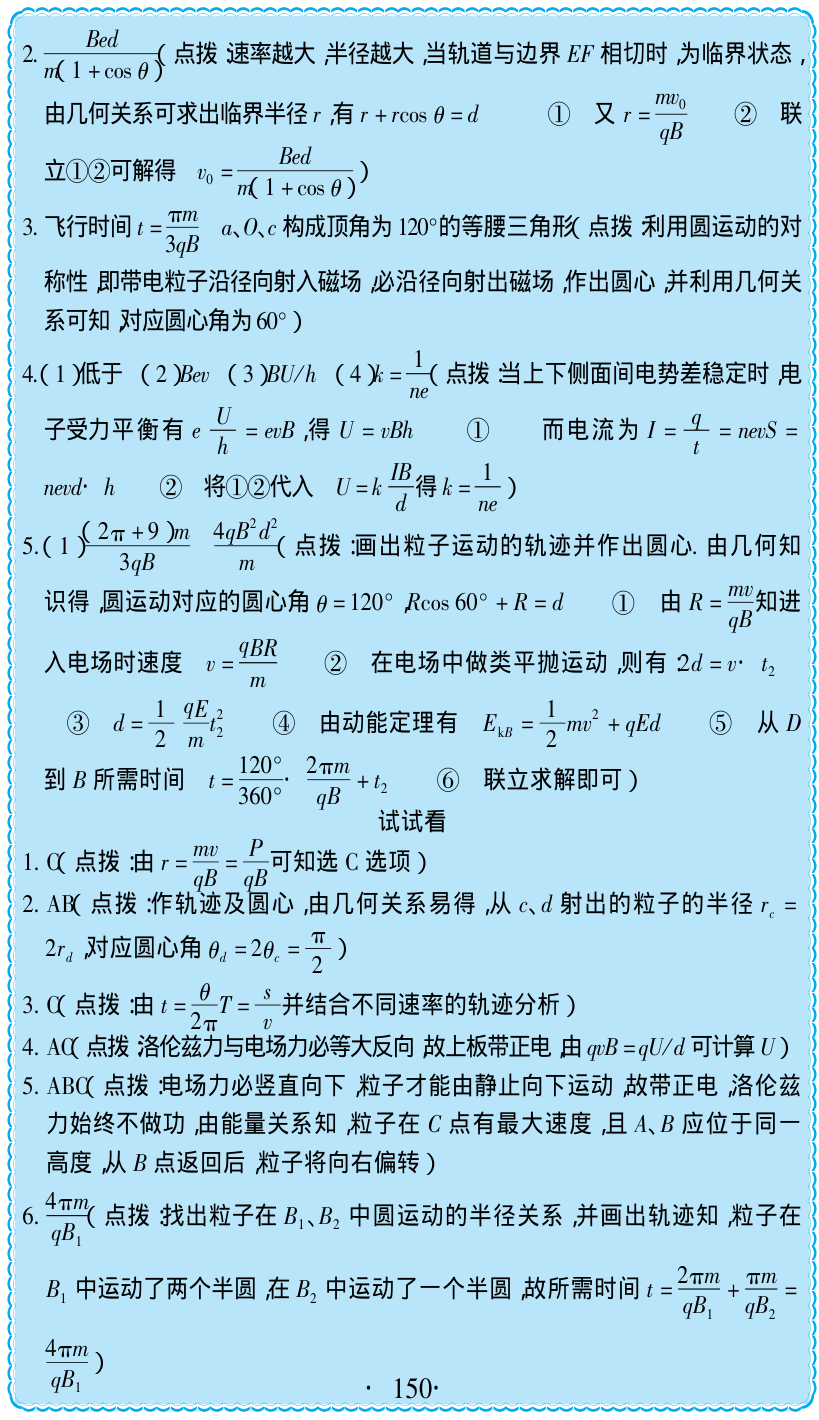 2. $\frac{Bed}{m(1+\cos θ)}$(点拨:速率越大,半径越大,当轨道与边界 EF 相切时,为临界状态,
由几何关系可求出临界半径 r,有 r + rcos θ = d ① 又 r = $\frac{mv_0}{qB}$ ② 联
立①②可解得 $v_0 = \frac{Bed}{m(1+\cos θ)}$)
3. 飞行时间 t = $\frac{πm}{3qB}$ a、O、c 构成顶角为 120°的等腰三角形(点拨:利用圆运动的对
称性,即带电粒子沿径向射入磁场,必沿径向射出磁场,作出圆心,并利用几何关
系可知,对应圆心角为 60°)
4.(1)低于 (2)Bev (3)BU/h (4)k = $\frac{1}{ne}$(点拨:当上下侧面间电势差稳定时,电
子受力平衡有 e $\frac{U}{h}$ = evB,得 U = vBh ① 而电流为 I = $\frac{q}{t}$ = nevS =
nevd· h ② 将①②代入 U = k $\frac{IB}{d}$ 得 k = $\frac{1}{ne}$)
5.(1)$\frac{(2π+9)m}{3qB}$ $\frac{4qB^2d^2}{m}$(点拨:画出粒子运动的轨迹并作出圆心. 由几何知
识得,圆运动对应的圆心角 θ = 120°,Rcos 60° + R = d ① 由 R = $\frac{mv}{qB}$知进
入电场时速度 v = $\frac{qBR}{m}$ ② 在电场中做类平抛运动,则有:2d = v· $t_2$
③ d = $\frac{1}{2}$ $\frac{qE}{m}t_2^2$ ④ 由动能定理有 $E_{kB} = \frac{1}{2}mv^2 + qEd$ ⑤ 从 D
到 B 所需时间 t = $\frac{120°}{360°}$· $\frac{2πm}{qB}$ + $t_2$ ⑥ 联立求解即可)
试试看
1. C(点拨:由 r = $\frac{mv}{qB}$ = $\frac{P}{qB}$可知选 C 选项)
2. AB(点拨:作轨迹及圆心,由几何关系易得,从 c、d 射出的粒子的半径 $r_c$ =
$2r_d$,对应圆心角 $θ_d = 2θ_c = \frac{π}{2}$)
3. C(点拨:由 t = $\frac{θ}{2π}T = \frac{s}{v}$并结合不同速率的轨迹分析)
4. AC(点拨:洛伦兹力与电场力必等大反向,故上板带正电,由 qvB = qU/d 可计算 U)
5. ABC(点拨:电场力必竖直向下,粒子才能由静止向下运动,故带正电,洛伦兹
力始终不做功,由能量关系知,粒子在 C 点有最大速度,且 A、B 应位于同一
高度,从 B 点返回后,粒子将向右偏转)
6. $\frac{4πm}{qB_1}$(点拨:找出粒子在 $B_1$、$B_2$ 中圆运动的半径关系,并画出轨迹知,粒子在
$B_1$ 中运动了两个半圆,在 $B_2$ 中运动了一个半圆,故所需时间 t = $\frac{2πm}{qB_1} + \frac{πm}{qB_2}$ =
$\frac{4πm}{qB_1}$)
· 150·